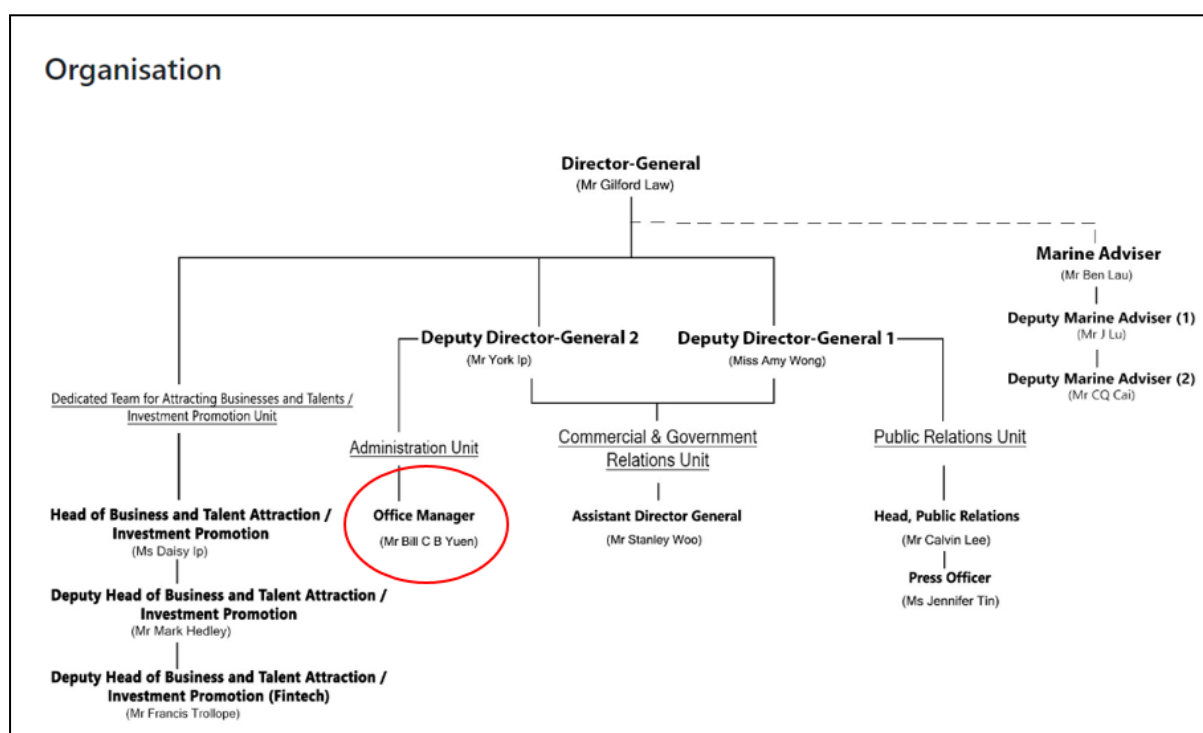 Organisation
Director-General
(Mr Gilford Law)
Marine Adviser
(Mr Ben Lau)
Deputy Marine Adviser (1)
(Mr J Lu)
Deputy Marine Adviser (2)
(Mr CQ Cai)
Deputy Director-General 2
(Mr York Ip)
Deputy Director-General 1
(Miss Amy Wong)
Dedicated Team for Attracting Businesses and Talents /
Investment Promotion Unit
Head of Business and Talent Attraction /
Investment Promotion
(Ms Daisy Ip)
Deputy Head of Business and Talent Attraction /
Investment Promotion
(Mr Mark Hedley)
Deputy Head of Business and Talent Attraction /
Investment Promotion (Fintech)
(Mr Francis Trollope)
Administration Unit
Office Manager
(Mr Bill C B Yuen)
Commercial & Government
Relations Unit
Assistant Director General
(Mr Stanley Woo)
Public Relations Unit
Head, Public Relations
(Mr Calvin Lee)
Press Officer
(Ms Jennifer Tin)